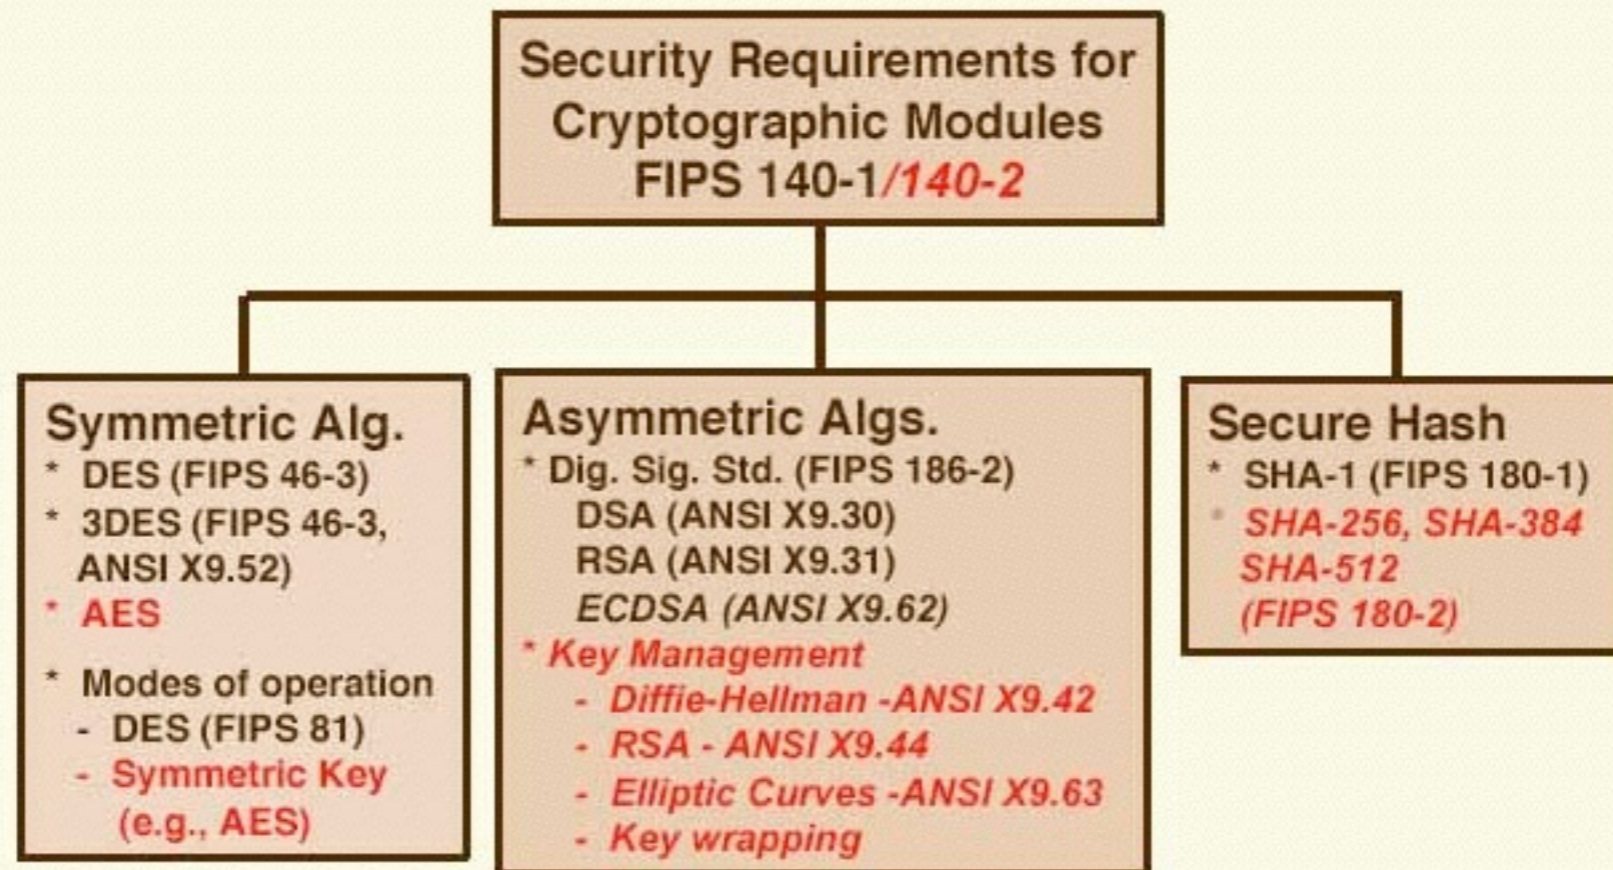 Security Requirements for
Cryptographic Modules
FIPS 140-1/140-2
Symmetric Alg.
* DES (FIPS 46-3)
* 3DES (FIPS 46-3,
ANSI X9.52)
* AES
* Modes of operation
- DES (FIPS 81)
- Symmetric Key
(e.g., AES)
Asymmetric Algs.
* Dig. Sig. Std. (FIPS 186-2)
DSA (ANSI X9.30)
RSA (ANSI X9.31)
ECDSA (ANSI X9.62)
* Key Management
- Diffie-Hellman -ANSI X9.42
- RSA - ANSI X9.44
- Elliptic Curves -ANSI X9.63
- Key wrapping
Secure Hash
* SHA-1 (FIPS 180-1)
* SHA-256, SHA-384
SHA-512
(FIPS 180-2)